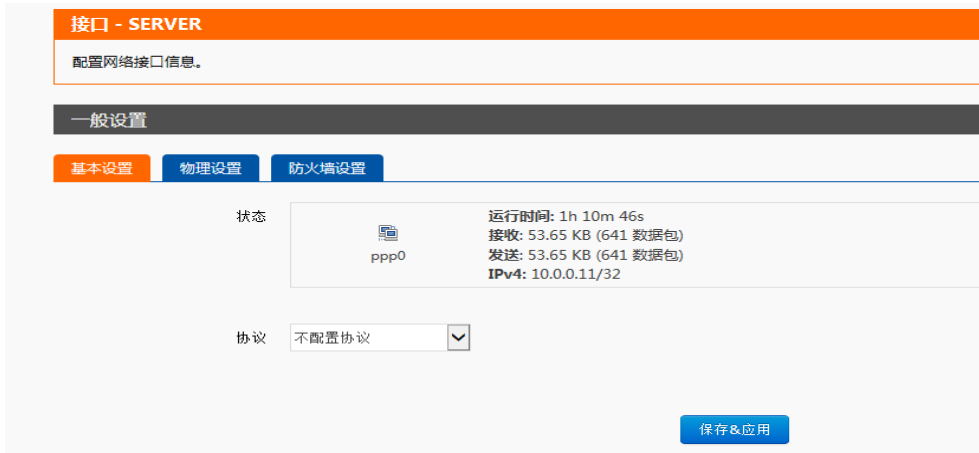 接口 - SERVER
配置网络接口信息。
一般设置
基本设置 物理设置 防火墙设置
状态
ppp0
运行时间: 1h 10m 46s
接收: 53.65 KB (641 数据包)
发送: 53.65 KB (641 数据包)
IPv4: 10.0.0.11/32
协议 不配置协议
保存&应用